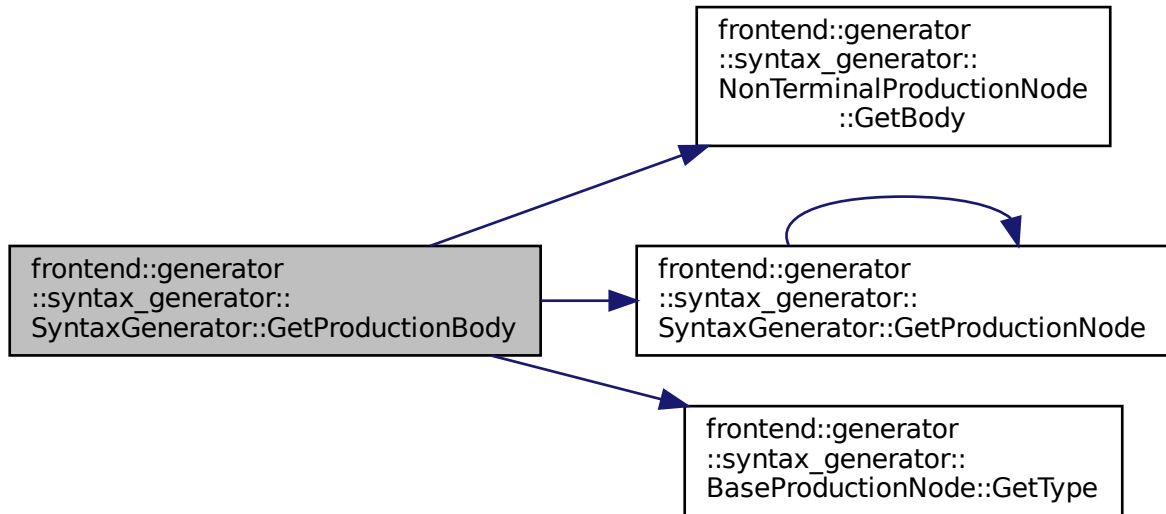 frontend::generator
::syntax_generator::
NonTerminalProductionNode
::GetBody
frontend::generator
::syntax_generator::
SyntaxGenerator::GetProductionBody
frontend::generator
::syntax_generator::
SyntaxGenerator::GetProductionNode
frontend::generator
::syntax_generator::
BaseProductionNode::GetType